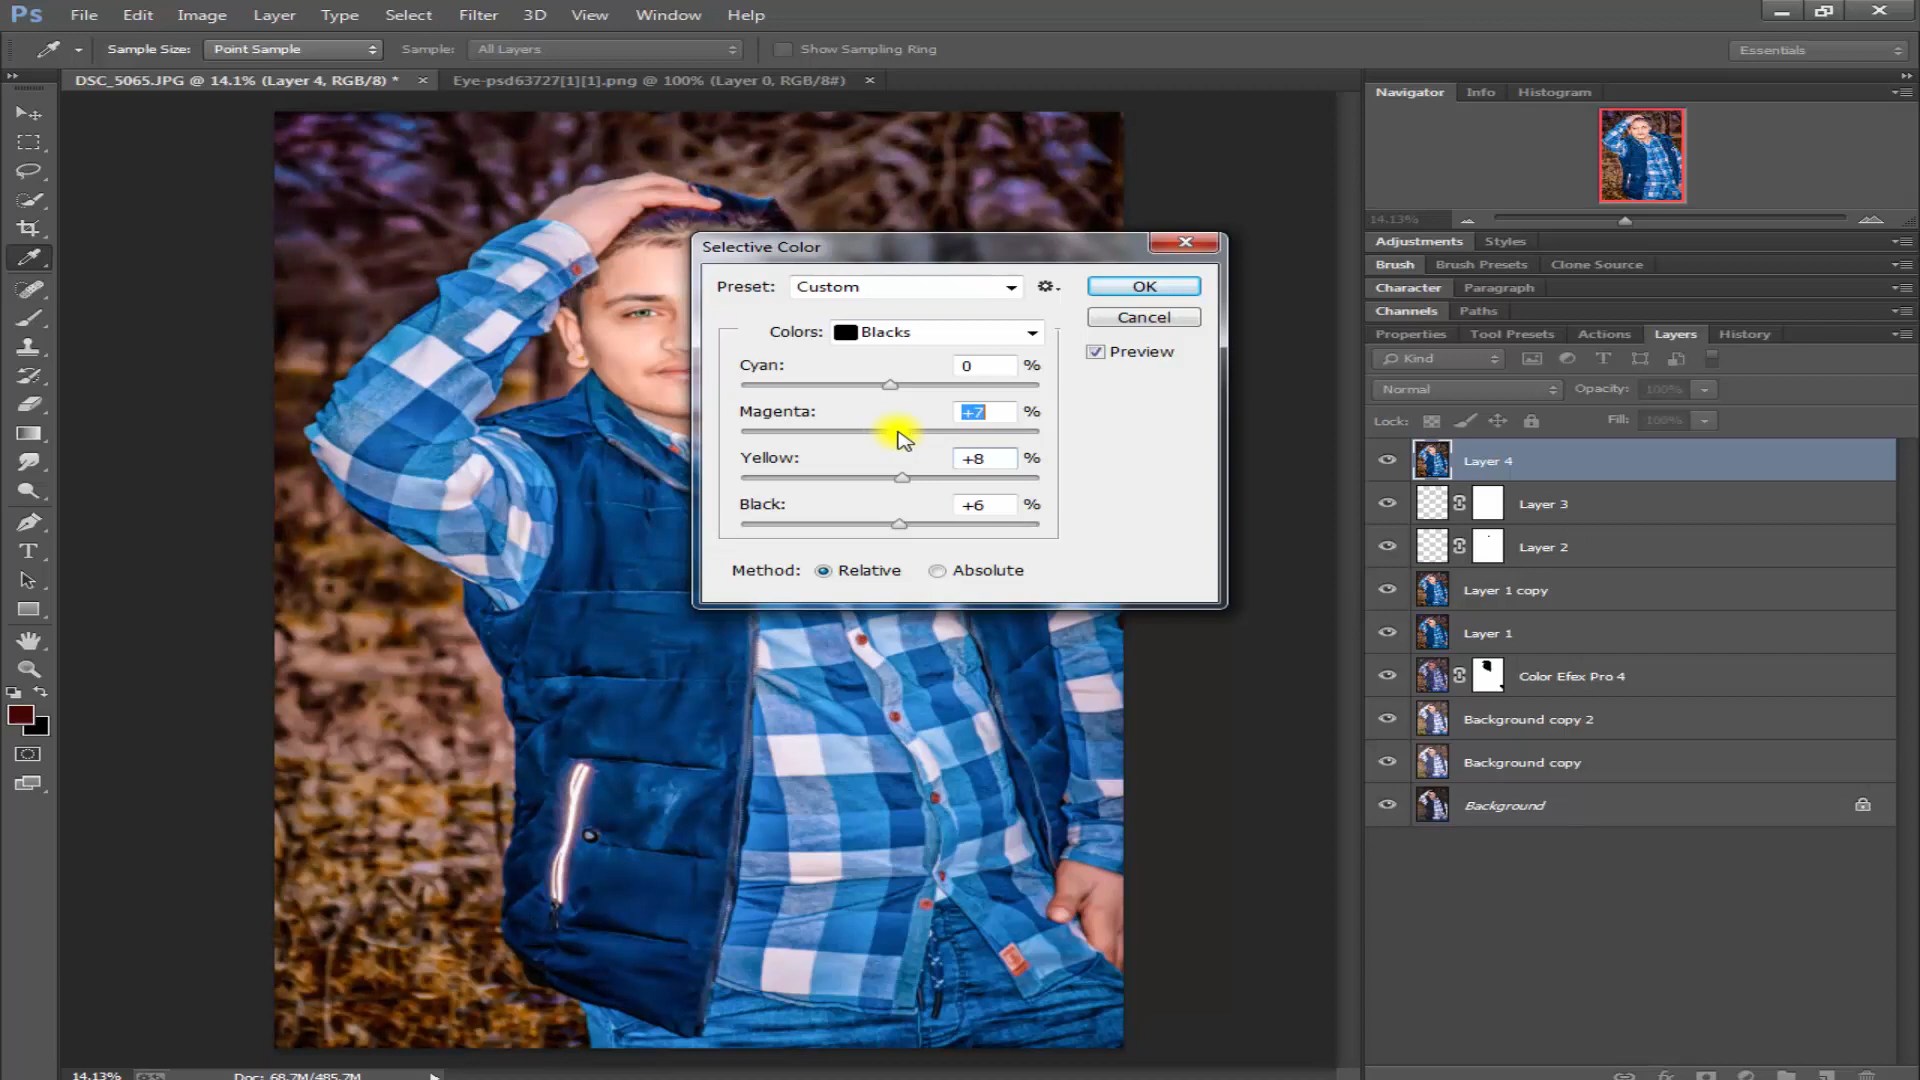 Ps File Edit Image Layer Type Select Filter 3D View Window Help
Sample Size: Point Sample Sample: All Layers Show Sampling Ring Essentials
DSC_5065.JPG @ 14.1% (Layer 4, RGB/8) * × Eye-psd63727[1][1].png @ 100% (Layer 0, RGB/8#) ×
Navigator Info Histogram
14.13%
Adjustments Styles
Brush Brush Presets Clone Source
Character Paragraph
Channels Paths
Properties Tool Presets Actions Layers History
Kind
Normal Opacity: 100%
Lock: Fill: 100%
Layer 4
Layer 3
Layer 2
Layer 1 copy
Layer 1
Color Efex Pro 4
Background copy 2
Background copy
Background
Selective Color
Preset: Custom OK
Cancel
Colors: Blacks
Preview
Cyan: 0 %
Magenta: +7 %
Yellow: +8 %
Black: +6 %
Method: Relative Absolute
14.13% Doc: 68.7M/485.7M